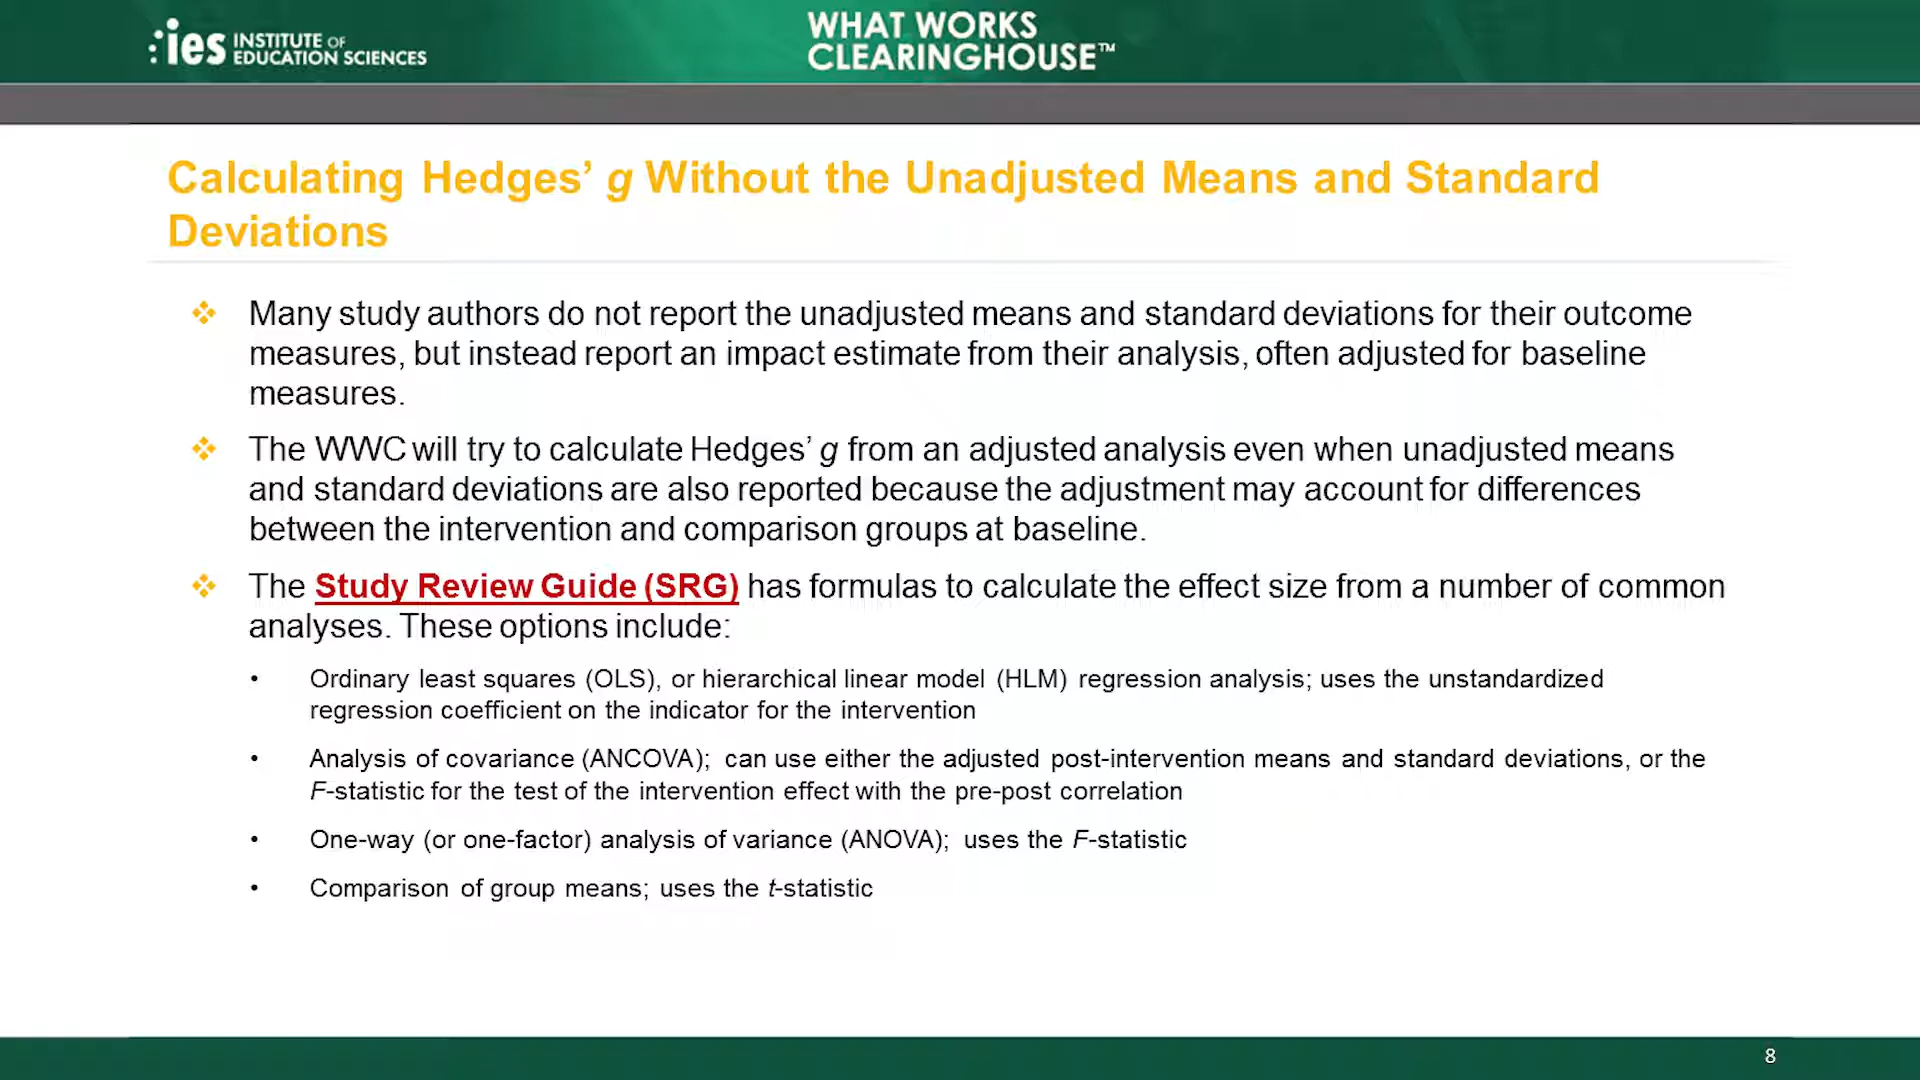 ies INSTITUTE OF
EDUCATION SCIENCES
WHAT WORKS
CLEARINGHOUSE™
Calculating Hedges’ g Without the Unadjusted Means and Standard
Deviations
❖ Many study authors do not report the unadjusted means and standard deviations for their outcome
measures, but instead report an impact estimate from their analysis, often adjusted for baseline
measures.
❖ The WWC will try to calculate Hedges’ g from an adjusted analysis even when unadjusted means
and standard deviations are also reported because the adjustment may account for differences
between the intervention and comparison groups at baseline.
❖ The Study Review Guide (SRG) has formulas to calculate the effect size from a number of common
analyses. These options include:
• Ordinary least squares (OLS), or hierarchical linear model (HLM) regression analysis; uses the unstandardized
regression coefficient on the indicator for the intervention
• Analysis of covariance (ANCOVA); can use either the adjusted post-intervention means and standard deviations, or the
F-statistic for the test of the intervention effect with the pre-post correlation
• One-way (or one-factor) analysis of variance (ANOVA); uses the F-statistic
• Comparison of group means; uses the t-statistic
8